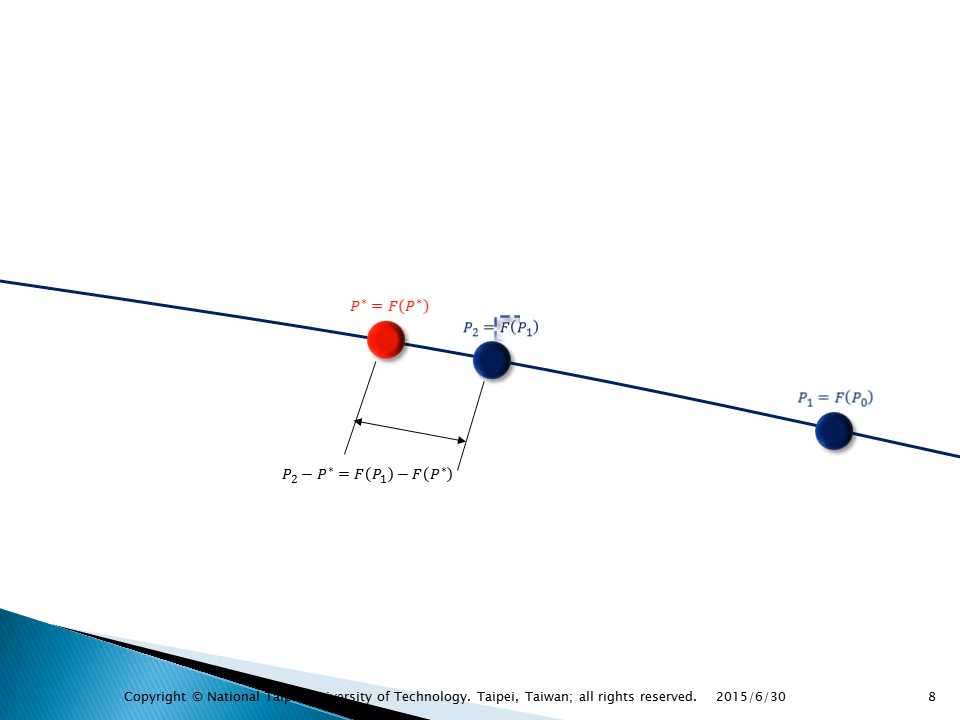 P* = F(P*)
P₂ = F(P₁)
P₁ = F(P₀)
P₂ − P* = F(P₁) − F(P*)
Copyright © National Taipei University of Technology. Taipei, Taiwan; all rights reserved. 2015/6/30 8